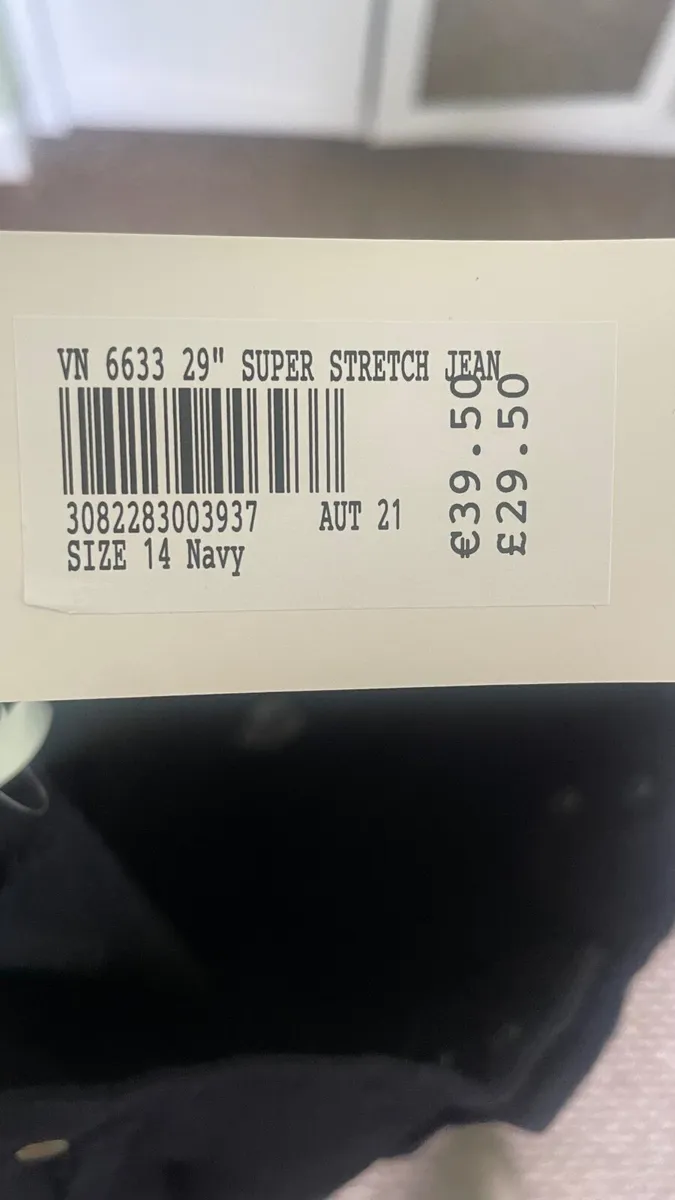 VN 6633 29" SUPER STRETCH JEAN
3082283003937 AUT 21
SIZE 14 Navy
€39.50
£29.50